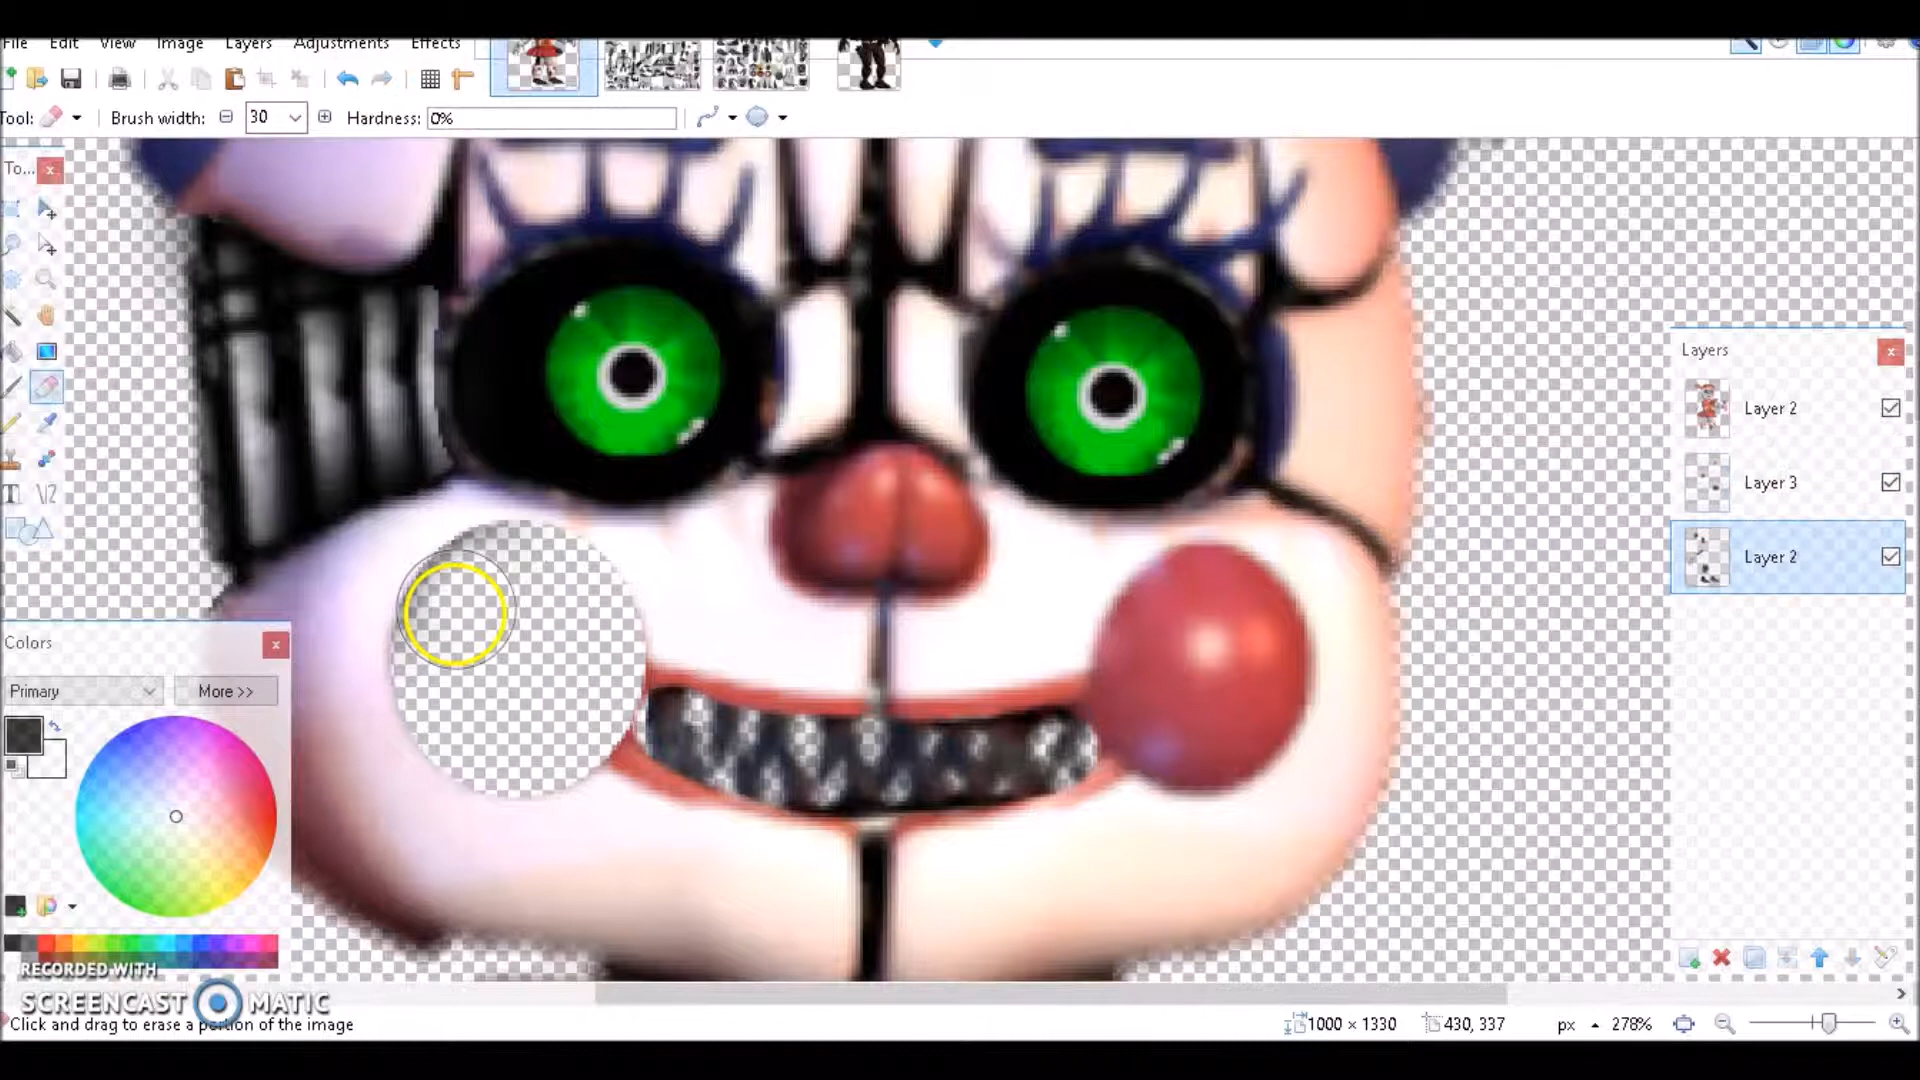 File Edit View Image Layers Adjustments Effects
Tool: Brush width: 30 Hardness: 0%
To...
Layers
Layer 2
Layer 3
Layer 2
Colors
Primary More >>
RECORDED WITH
SCREENCAST MATIC
Click and drag to erase a portion of the image 1000 × 1330 430, 337 px 278%